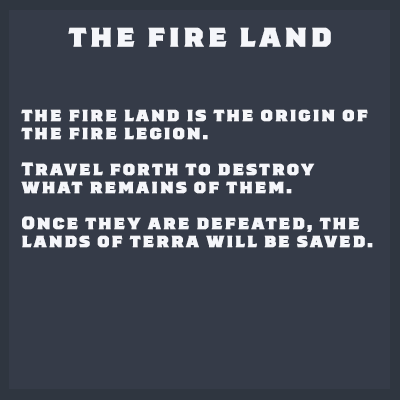 THE FIRE LAND
THE FIRE LAND IS THE ORIGIN OF
THE FIRE LEGION.
TRAVEL FORTH TO DESTROY
WHAT REMAINS OF THEM.
ONCE THEY ARE DEFEATED, THE
LANDS OF TERRA WILL BE SAVED.